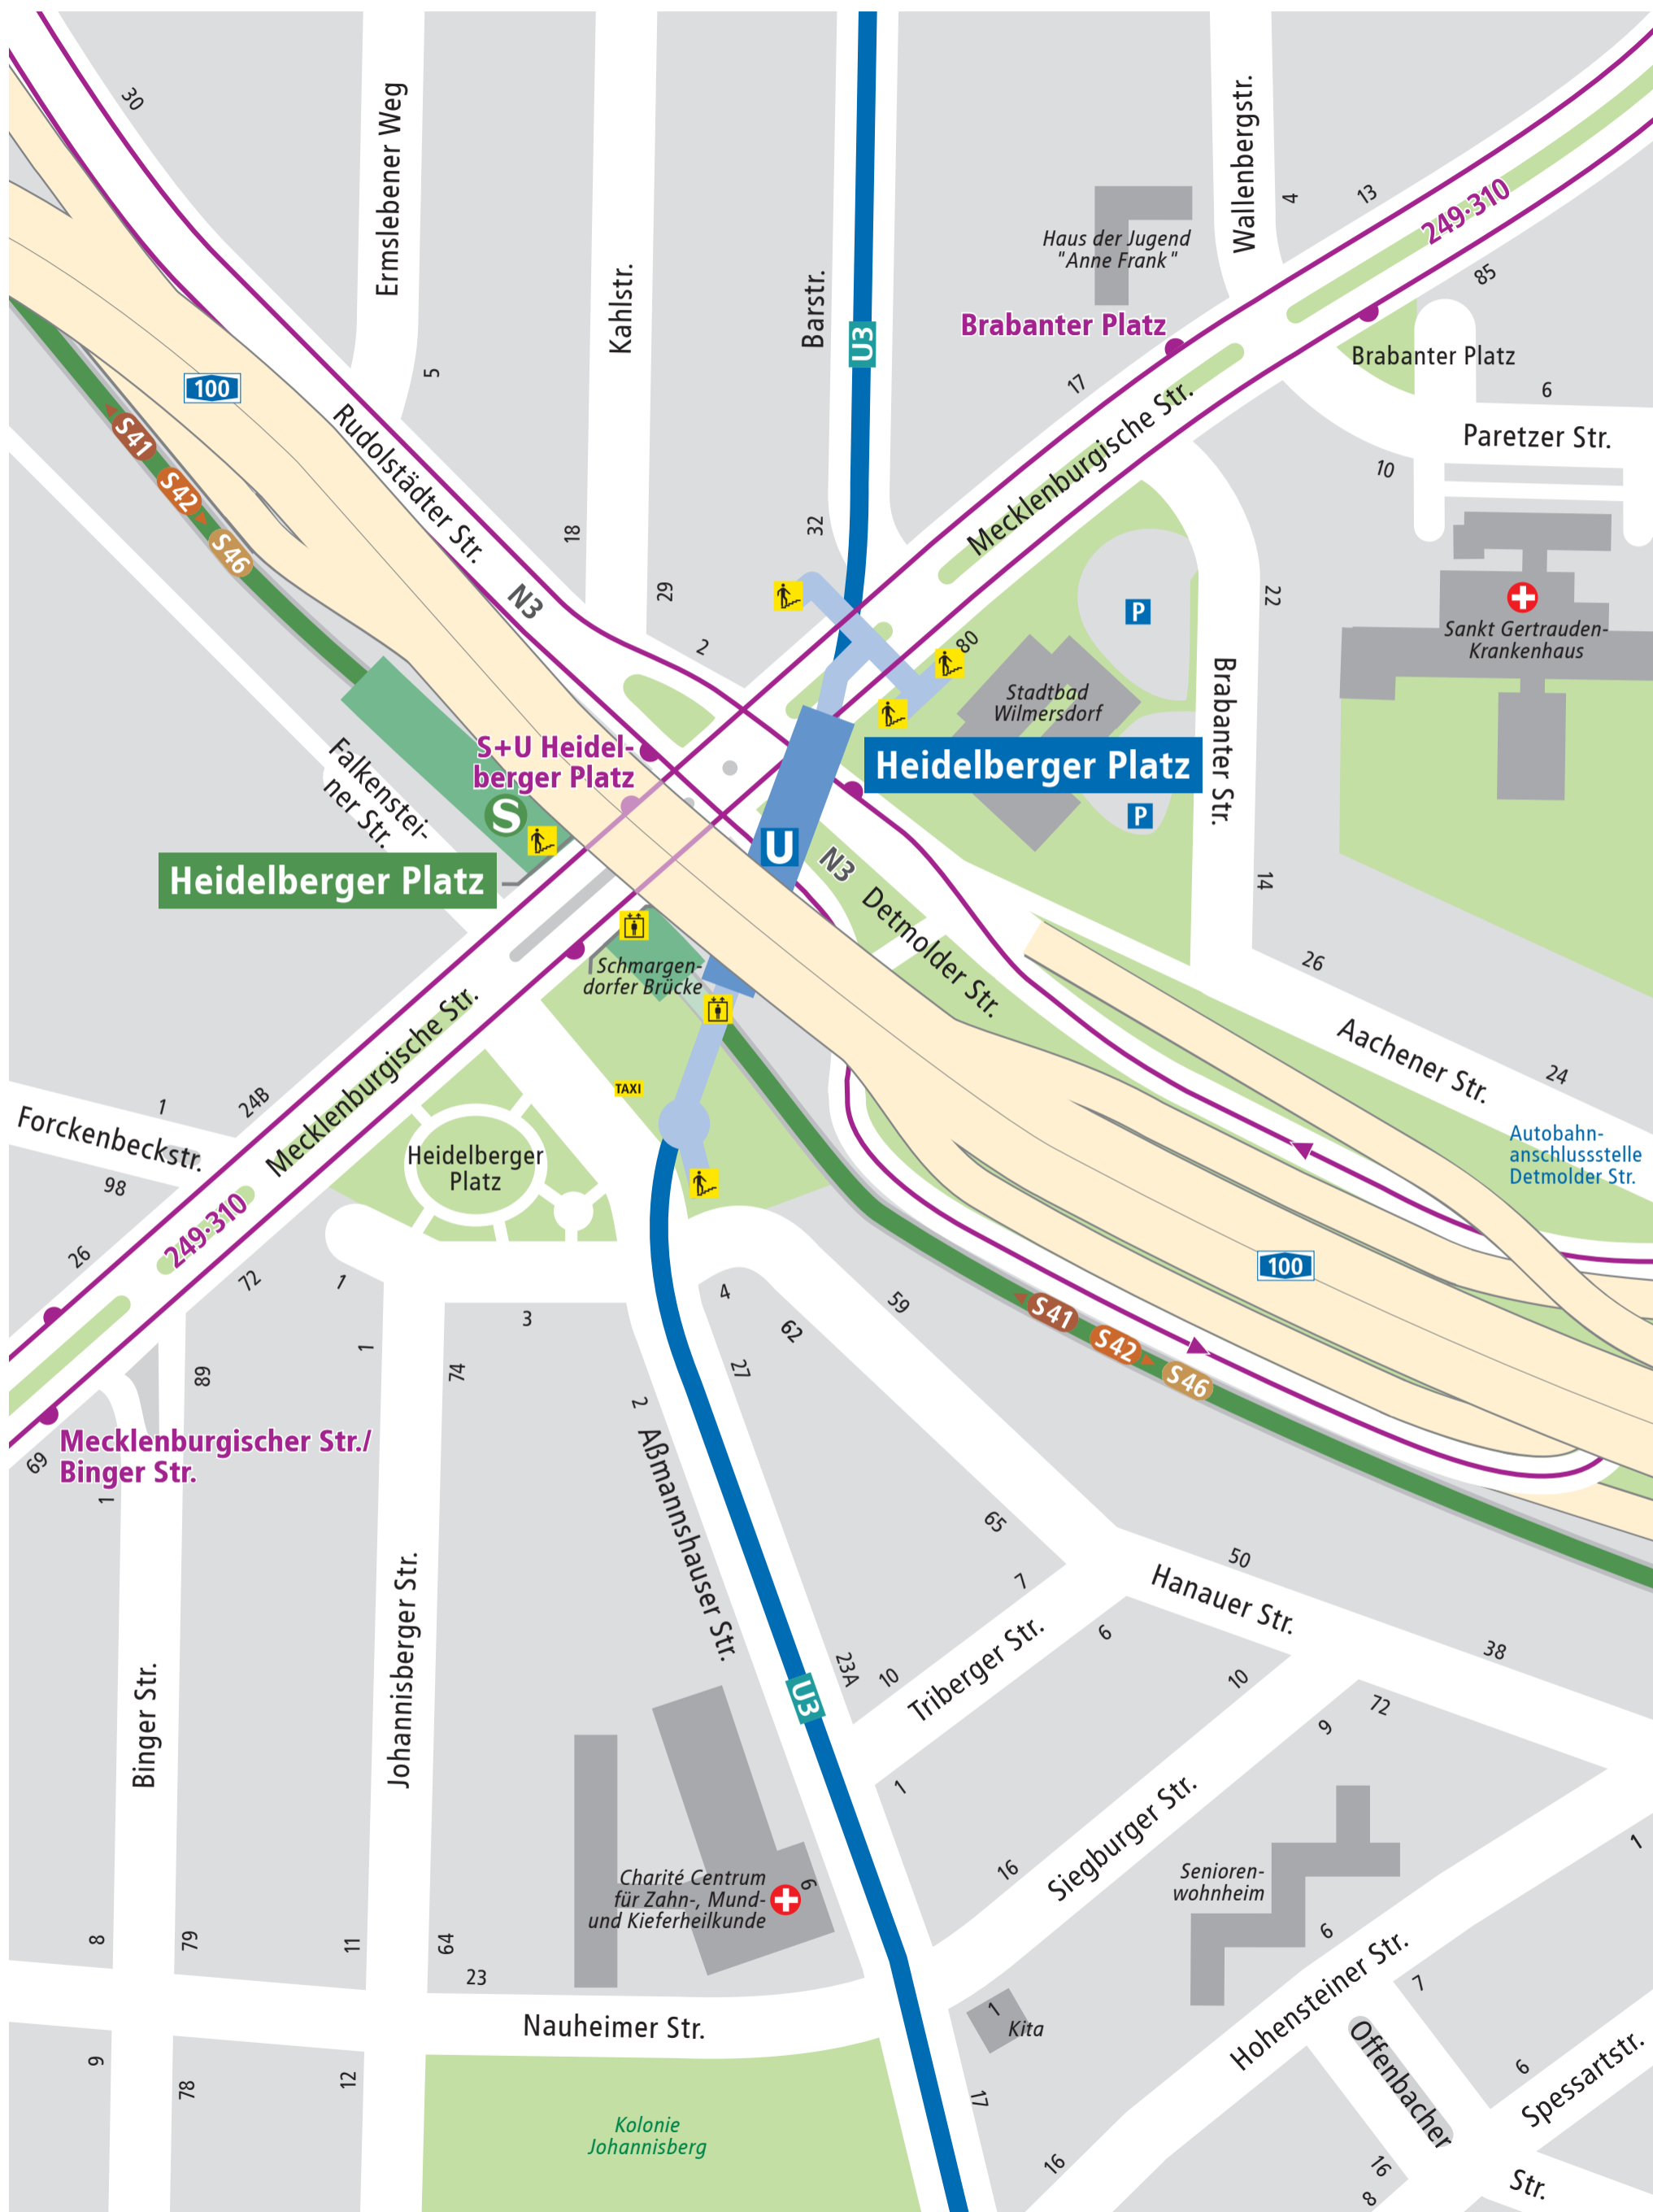 30
Ermslebener Weg
Kahlstr.
Barstr.
U3
Wallenbergstr.
4
13
249·310
85
Haus der Jugend
"Anne Frank"
Brabanter Platz
Brabanter Platz
6
Paretzer Str.
10
17
5
100
S41
S42
S46
Rudolstädter Str.
N3
18
29
2
32
Mecklenburgische Str.
80
P
22
Sankt Gertrauden-
Krankenhaus
Stadtbad
Wilmersdorf
Brabanter Str.
Heidelberger Platz
P
S+U Heidel-
berger Platz
S
Falkenstei-
ner Str.
Heidelberger Platz
U
N3
Detmolder Str.
14
26
Schmargen-
dorfer Brücke
Mecklenburgische Str.
Aachener Str.
24
TAXI
24B
1
Forckenbeckstr.
98
Heidelberger
Platz
Autobahn-
anschlussstelle
Detmolder Str.
249·310
26
72
1
100
3
4
62
59
S41
S42
S46
1
89
74
27
2
Mecklenburgischer Str./
Binger Str.
69
1
Aßmannshauser Str.
65
7
50
Hanauer Str.
38
Johannisberger Str.
Binger Str.
Triberger Str.
6
10
23A
10
U3
72
9
1
Siegburger Str.
16
Senioren-
wohnheim
1
Charité Centrum
für Zahn-, Mund-
und Kieferheilkunde
6
6
Hohensteiner Str.
8
79
11
64
23
Nauheimer Str.
1
Kita
7
Offenbacher
Str.
6
Spessartstr.
9
78
12
17
Kolonie
Johannisberg
16
16
8